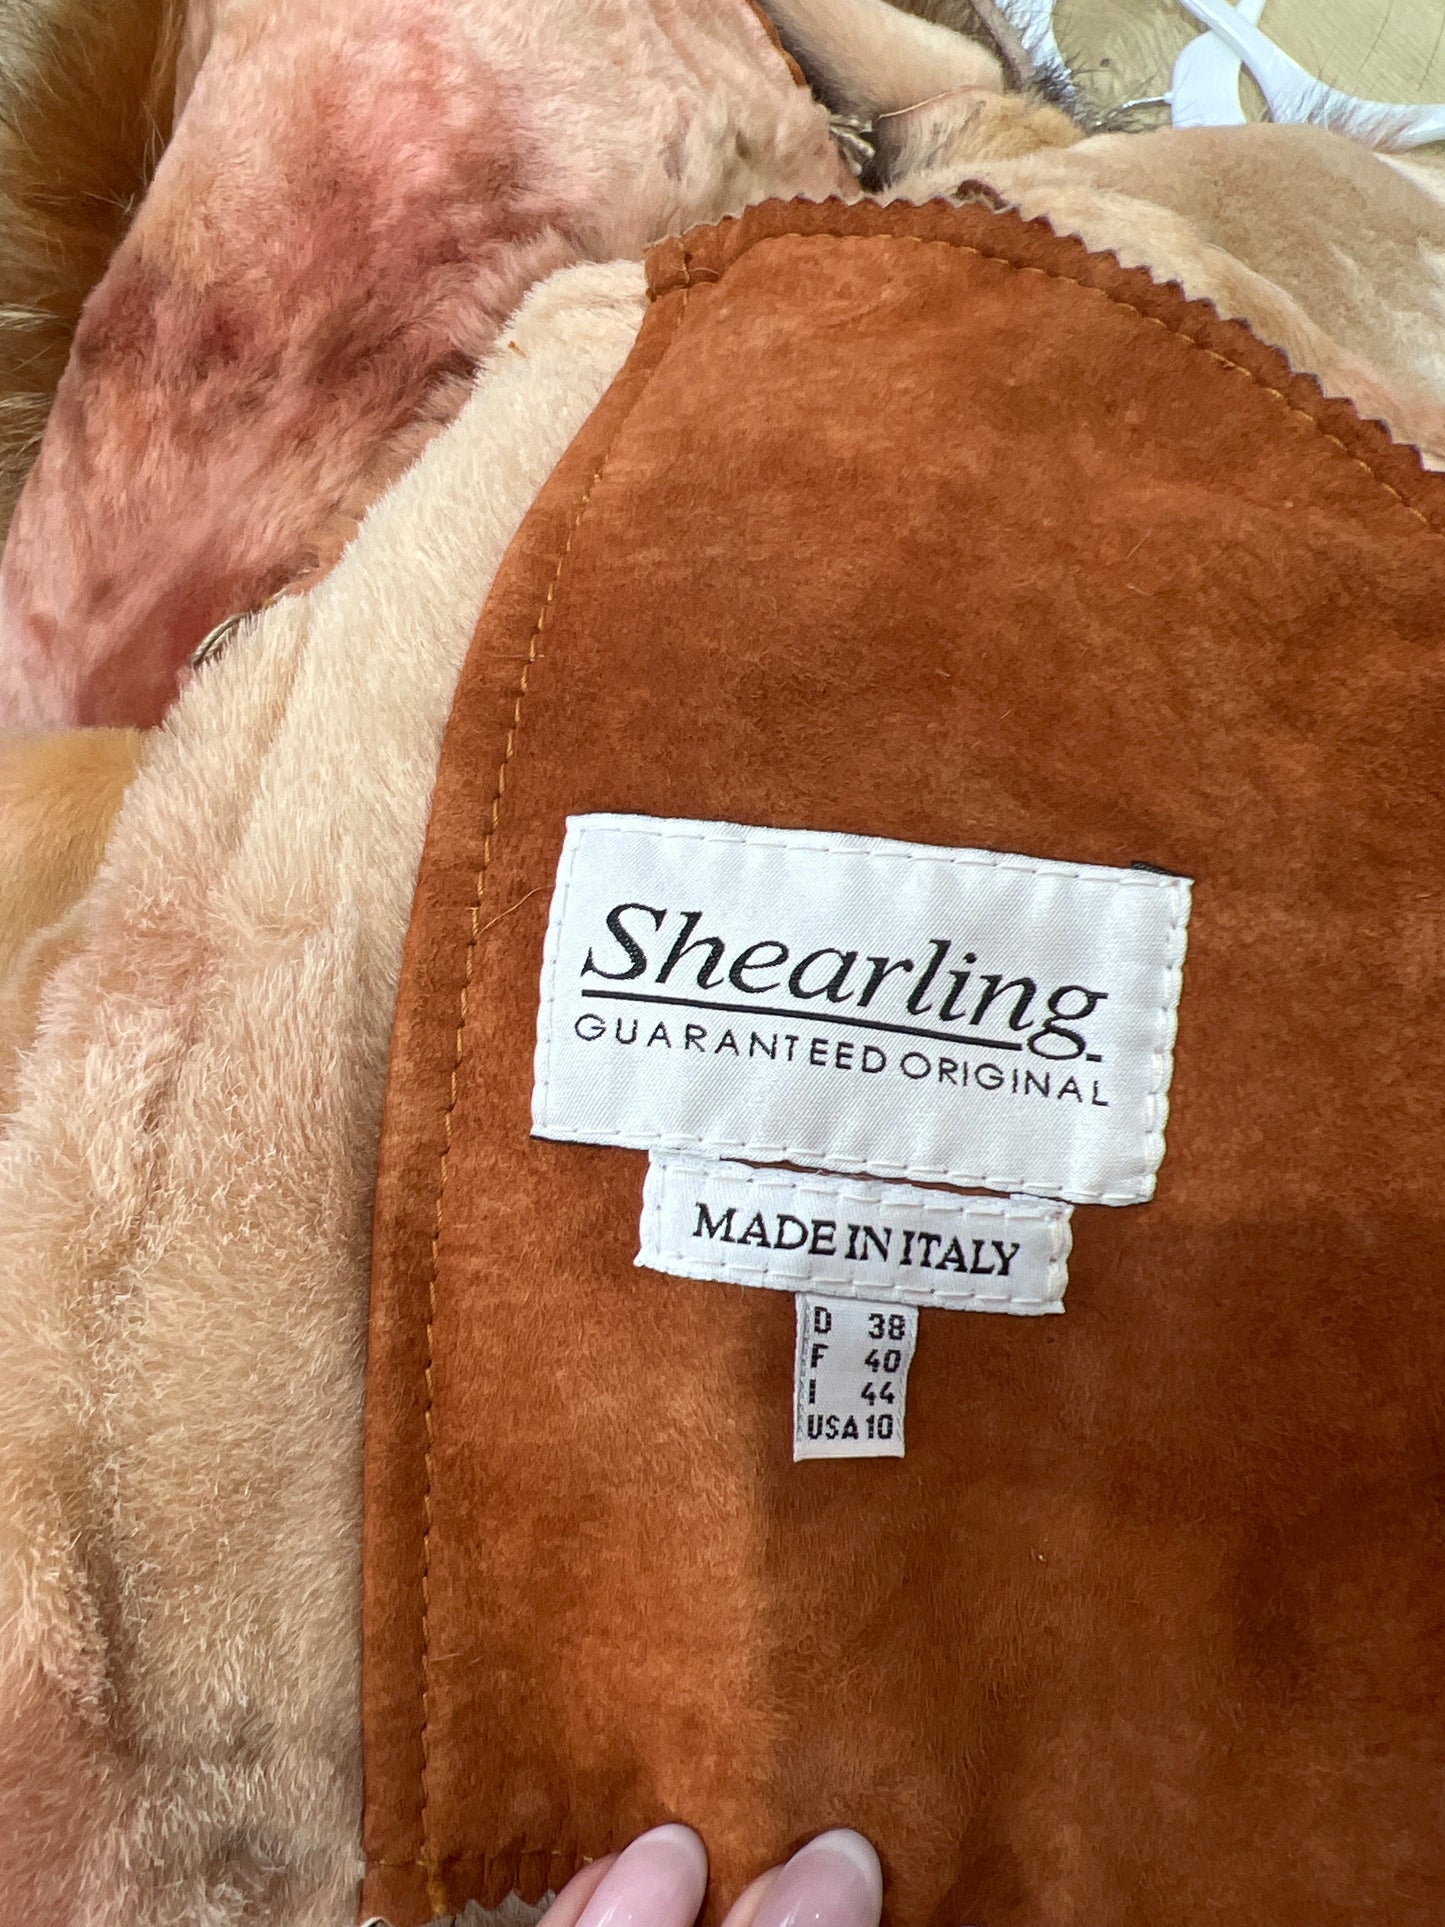 Shearling
GUARANTEED ORIGINAL
MADE IN ITALY
D 38
F 40
I 44
USA 10